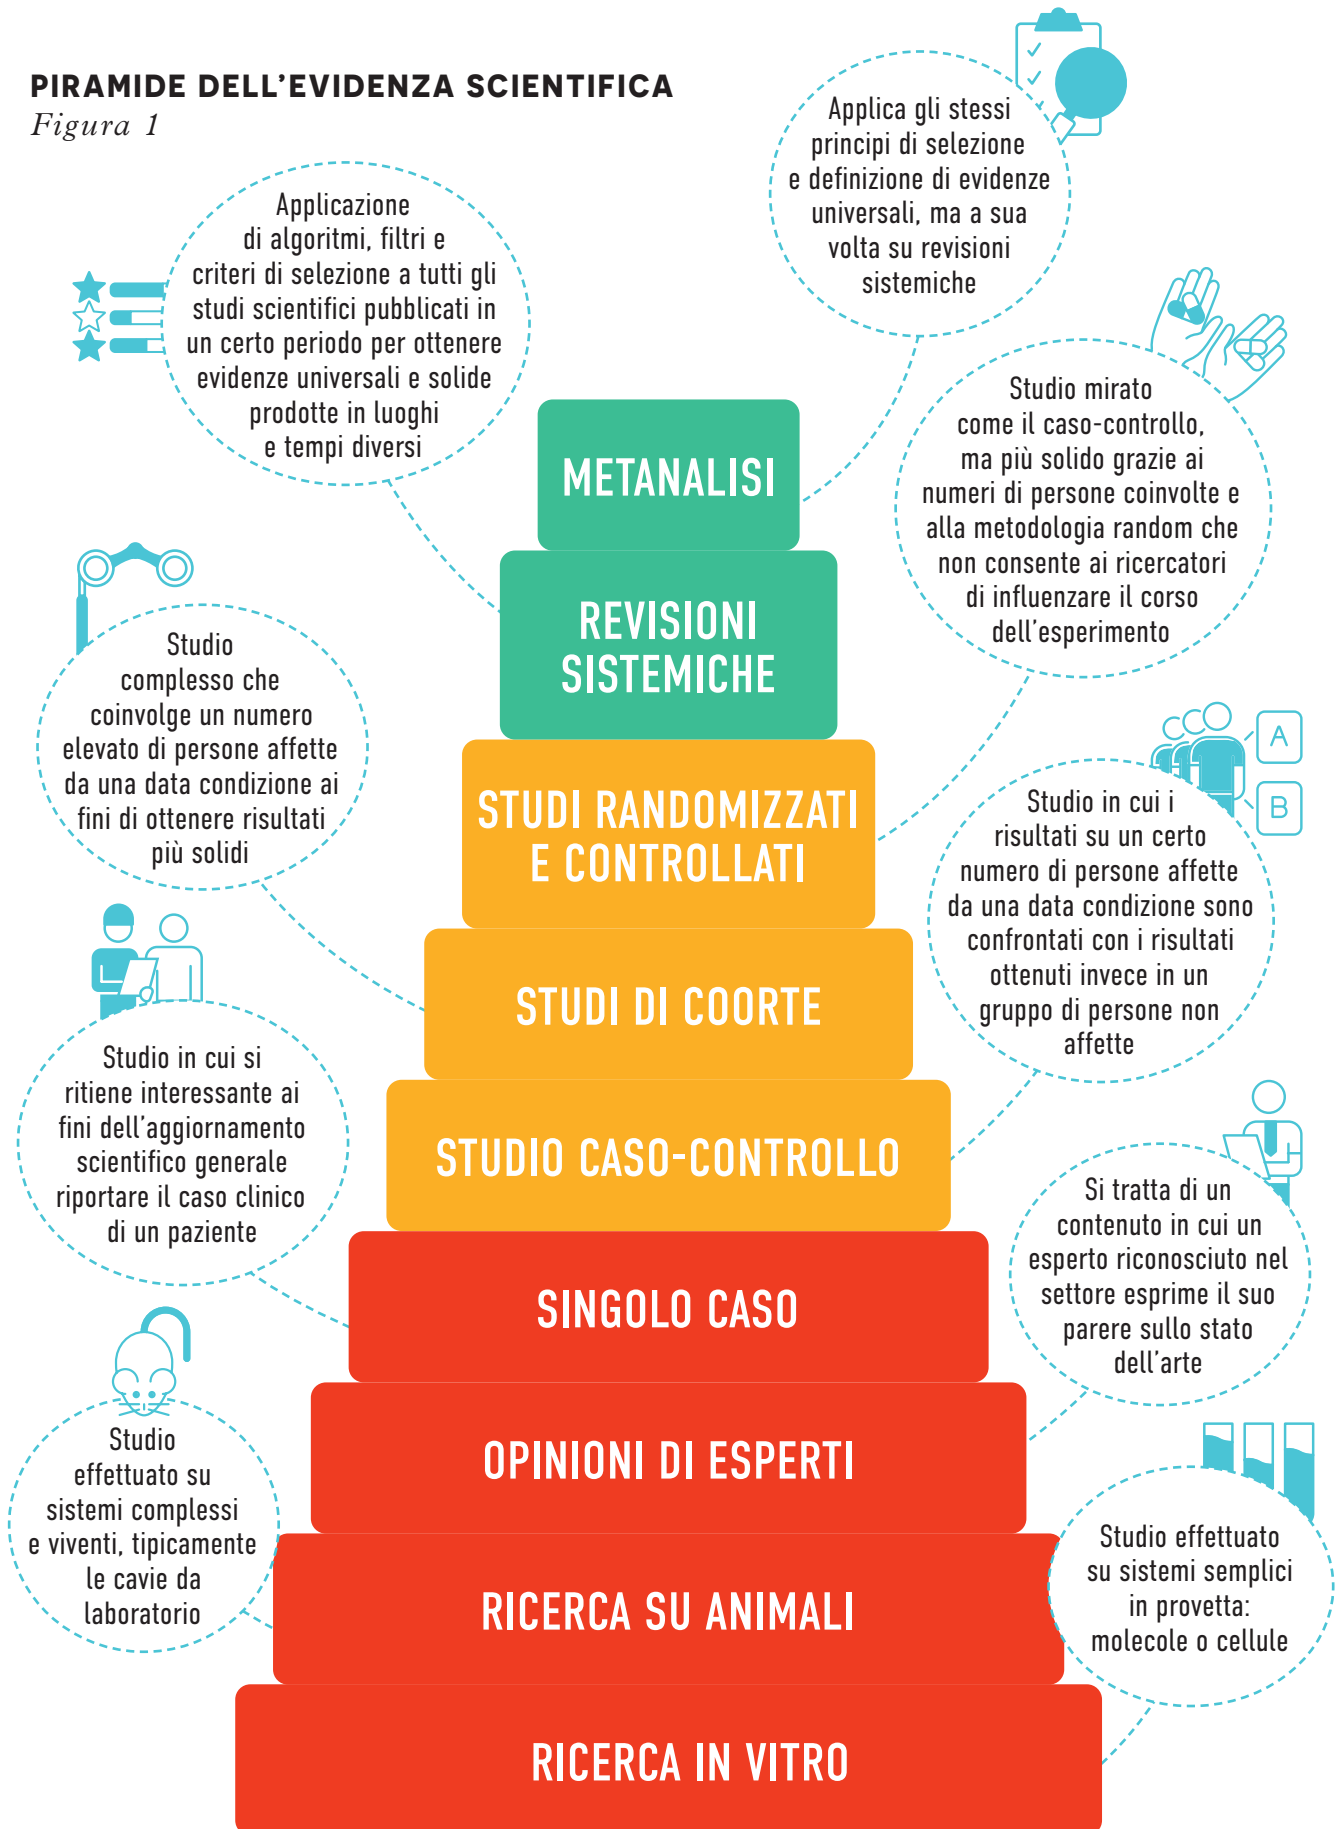 PIRAMIDE DELL’EVIDENZA SCIENTIFICA
Figura 1
Applica gli stessi
principi di selezione
e definizione di evidenze
universali, ma a sua
volta su revisioni
sistemiche
Applicazione
di algoritmi, filtri e
criteri di selezione a tutti gli
studi scientifici pubblicati in
un certo periodo per ottenere
evidenze universali e solide
prodotte in luoghi
e tempi diversi
Studio mirato
come il caso-controllo,
ma più solido grazie ai
numeri di persone coinvolte e
alla metodologia random che
non consente ai ricercatori
di influenzare il corso
dell’esperimento
METANALISI
REVISIONI
SISTEMICHE
Studio
complesso che
coinvolge un numero
elevato di persone affette
da una data condizione ai
fini di ottenere risultati
più solidi
A
B
STUDI RANDOMIZZATI
E CONTROLLATI
Studio in cui i
risultati su un certo
numero di persone affette
da una data condizione sono
confrontati con i risultati
ottenuti invece in un
gruppo di persone non
affette
STUDI DI COORTE
Studio in cui si
ritiene interessante ai
fini dell’aggiornamento
scientifico generale
riportare il caso clinico
di un paziente
STUDIO CASO-CONTROLLO
Si tratta di un
contenuto in cui un
esperto riconosciuto nel
settore esprime il suo
parere sullo stato
dell’arte
SINGOLO CASO
OPINIONI DI ESPERTI
Studio
effettuato su
sistemi complessi
e viventi, tipicamente
le cavie da
laboratorio
Studio effettuato
su sistemi semplici
in provetta:
molecole o cellule
RICERCA SU ANIMALI
RICERCA IN VITRO